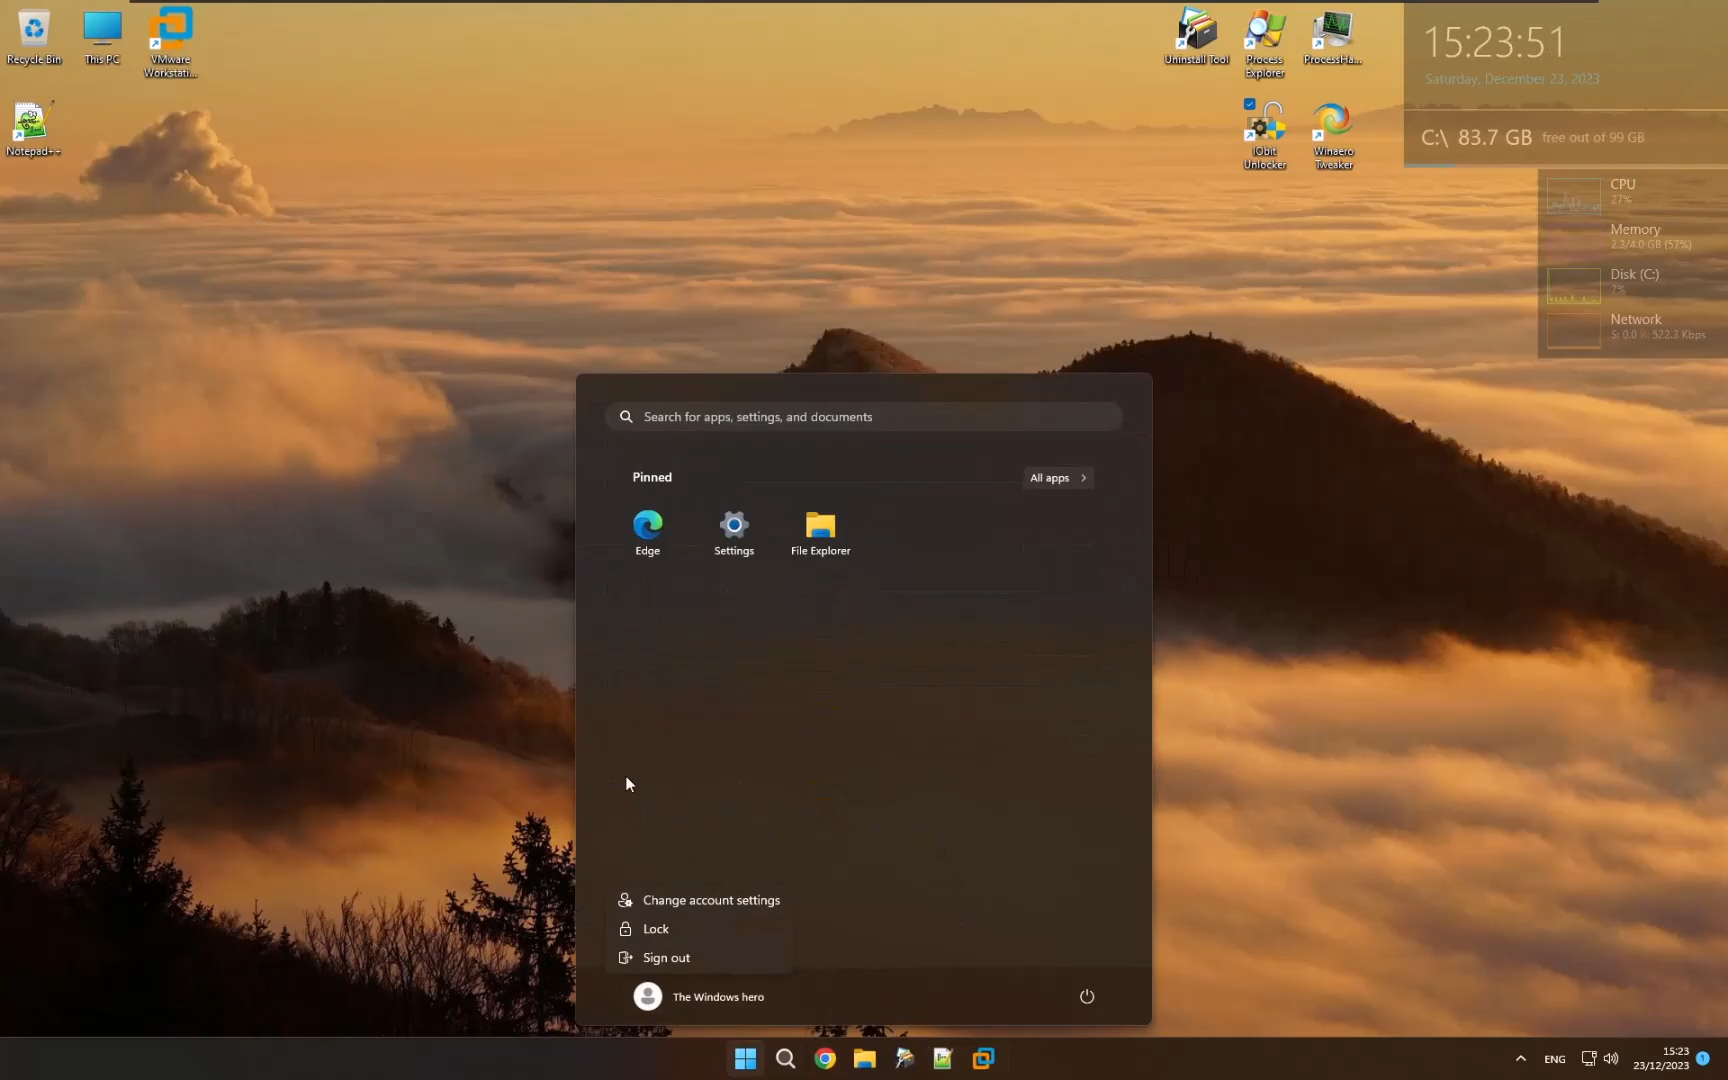 Recycle Bin
This PC
VMware
Workstati...
Notepad++
Uninstall Tool
Process
Explorer
ProcessHa...
IObit
Unlocker
Winaero
Tweaker
15:23:51
Saturday, December 23, 2023
C:\ 83.7 GB free out of 99 GB
CPU
27%
Memory
2.3/4.0 GB (57%)
Disk (C:)
7%
Network
S: 0.0 R: 522.3 Kbps
Search for apps, settings, and documents
Pinned
All apps
Edge
Settings
File Explorer
Change account settings
Lock
Sign out
The Windows hero
ENG
15:23
23/12/2023
1